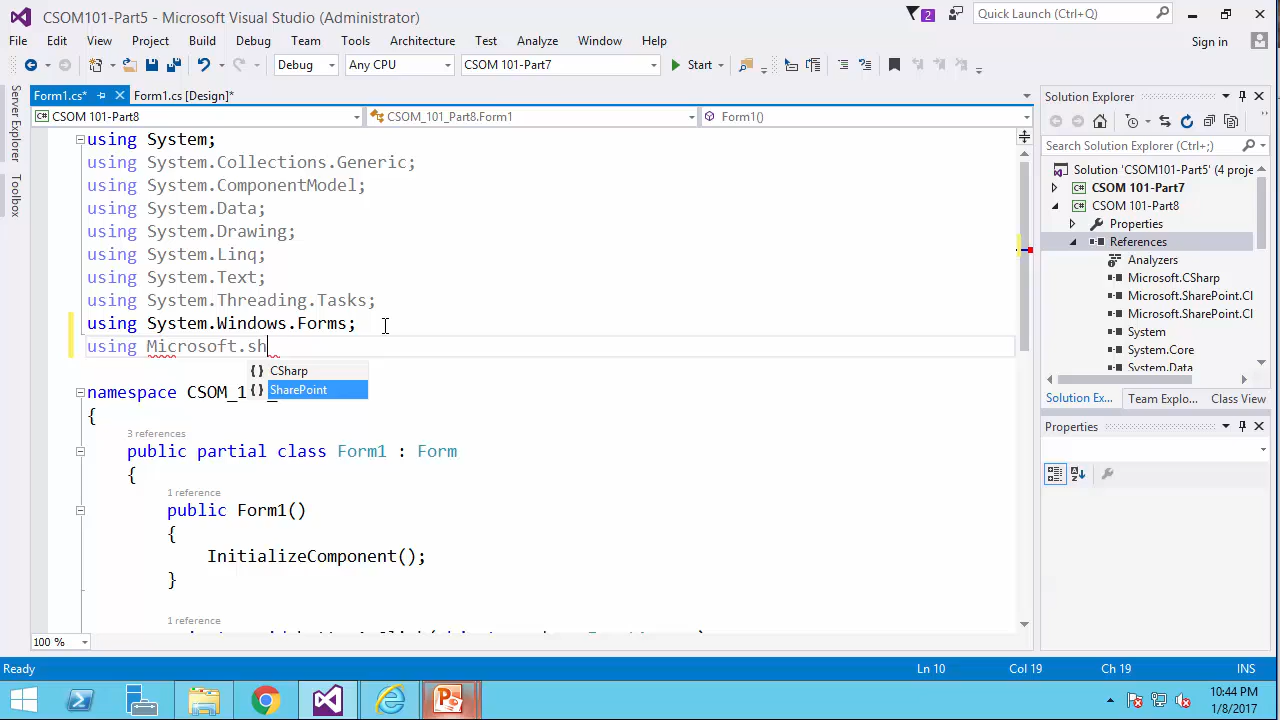 CSOM101-Part5 - Microsoft Visual Studio (Administrator)
2
Quick Launch (Ctrl+Q)
File Edit View Project Build Debug Team Tools Architecture Test Analyze Window Help
Sign in
Debug Any CPU CSOM 101-Part7 Start
Server Explorer
Toolbox
Form1.cs* Form1.cs [Design]*
CSOM 101-Part8 CSOM_101_Part8.Form1 Form1()
using System;
using System.Collections.Generic;
using System.ComponentModel;
using System.Data;
using System.Drawing;
using System.Linq;
using System.Text;
using System.Threading.Tasks;
using System.Windows.Forms;
using Microsoft.sh
CSharp
SharePoint
namespace CSOM_1
{
3 references
public partial class Form1 : Form
{
1 reference
public Form1()
{
InitializeComponent();
}
1 reference
100 %
Solution Explorer
Search Solution Explorer (Ctrl+;)
Solution 'CSOM101-Part5' (4 proje
CSOM 101-Part7
CSOM 101-Part8
Properties
References
Analyzers
Microsoft.CSharp
Microsoft.SharePoint.Cl
Microsoft.SharePoint.Cl
System
System.Core
System.Data
Solution Ex... Team Explo... Class View
Properties
Ready Ln 10 Col 19 Ch 19 INS
10:44 PM
1/8/2017